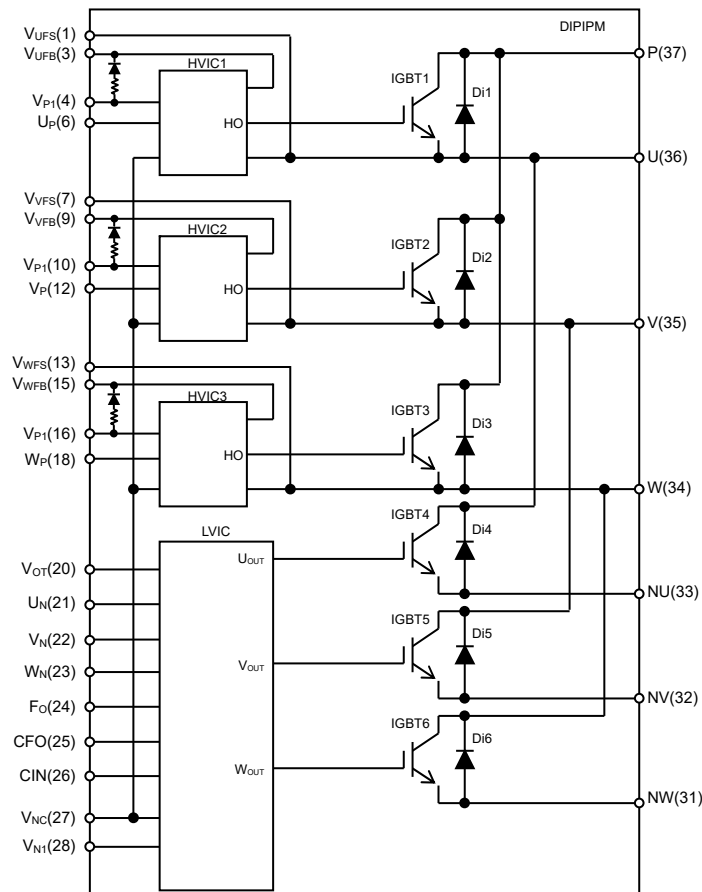 DIPIPM
VUFS(1)
VUFB(3)
VP1(4)
UP(6)
HVIC1
HO
IGBT1
Di1
P(37)
U(36)
VVFS(7)
VVFB(9)
VP1(10)
VP(12)
HVIC2
HO
IGBT2
Di2
V(35)
VWFS(13)
VWFB(15)
VP1(16)
WP(18)
HVIC3
HO
IGBT3
Di3
W(34)
LVIC
VOT(20)
UN(21)
VN(22)
WN(23)
FO(24)
CFO(25)
CIN(26)
VNC(27)
VN1(28)
UOUT
VOUT
WOUT
IGBT4
Di4
NU(33)
IGBT5
Di5
NV(32)
IGBT6
Di6
NW(31)